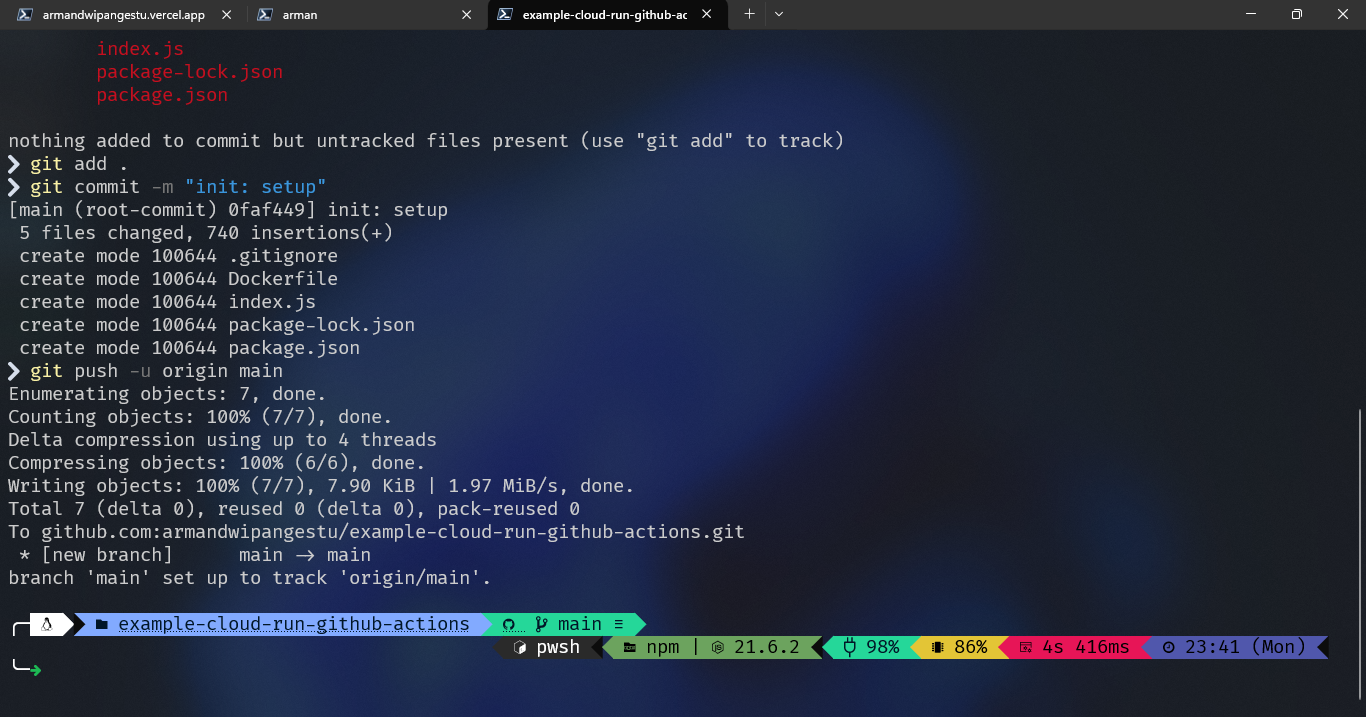 armandwipangestu.vercel.app
arman
example-cloud-run-github-ac
index.js
package-lock.json
package.json
nothing added to commit but untracked files present (use "git add" to track)
❯ git add .
❯ git commit -m "init: setup"
[main (root-commit) 0faf449] init: setup
 5 files changed, 740 insertions(+)
 create mode 100644 .gitignore
 create mode 100644 Dockerfile
 create mode 100644 index.js
 create mode 100644 package-lock.json
 create mode 100644 package.json
❯ git push -u origin main
Enumerating objects: 7, done.
Counting objects: 100% (7/7), done.
Delta compression using up to 4 threads
Compressing objects: 100% (6/6), done.
Writing objects: 100% (7/7), 7.90 KiB | 1.97 MiB/s, done.
Total 7 (delta 0), reused 0 (delta 0), pack-reused 0
To github.com:armandwipangestu/example-cloud-run-github-actions.git
 * [new branch]      main -> main
branch 'main' set up to track 'origin/main'.
example-cloud-run-github-actions main ≡
pwsh npm | 21.6.2 98% 86% 4s 416ms 23:41 (Mon)